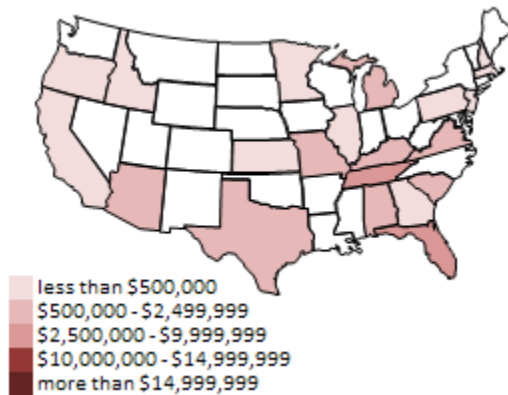 less than $500,000
$500,000 - $2,499,999
$2,500,000 - $9,999,999
$10,000,000 - $14,999,999
more than $14,999,999